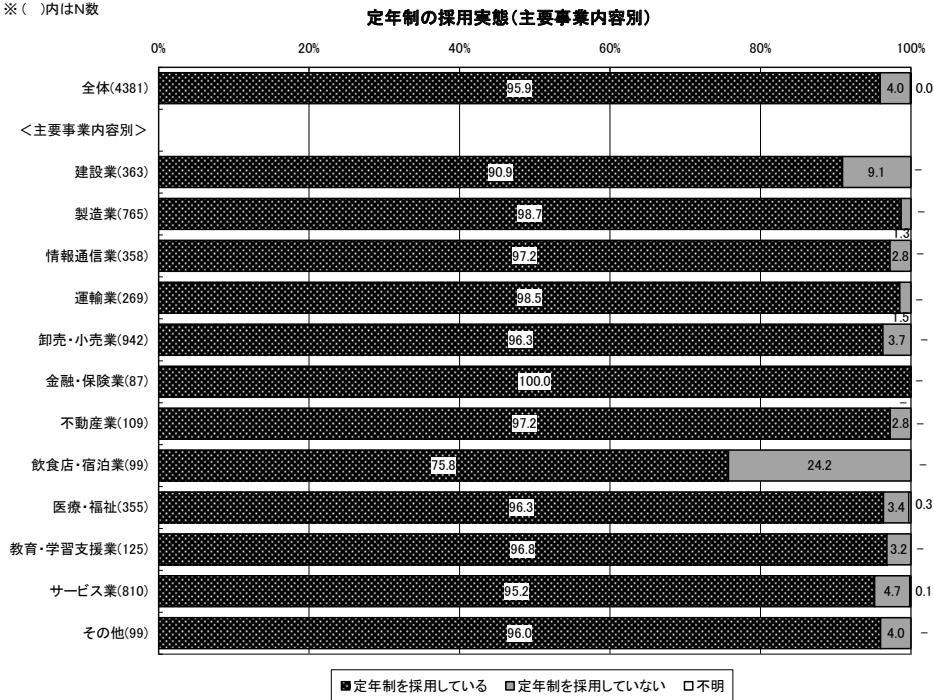 ※（　）内はN数
定年制の採用実態（主要事業内容別）
0% 20% 40% 60% 80% 100%
全体(4381) 95.9 4.0 0.0
＜主要事業内容別＞
建設業(363) 90.9 9.1 －
製造業(765) 98.7 1.3 －
情報通信業(358) 97.2 2.8 －
運輸業(269) 98.5 1.5 －
卸売・小売業(942) 96.3 3.7 －
金融・保険業(87) 100.0 － －
不動産業(109) 97.2 2.8 －
飲食店・宿泊業(99) 75.8 24.2 －
医療・福祉(355) 96.3 3.4 0.3
教育・学習支援業(125) 96.8 3.2 －
サービス業(810) 95.2 4.7 0.1
その他(99) 96.0 4.0 －
定年制を採用している 定年制を採用していない 不明